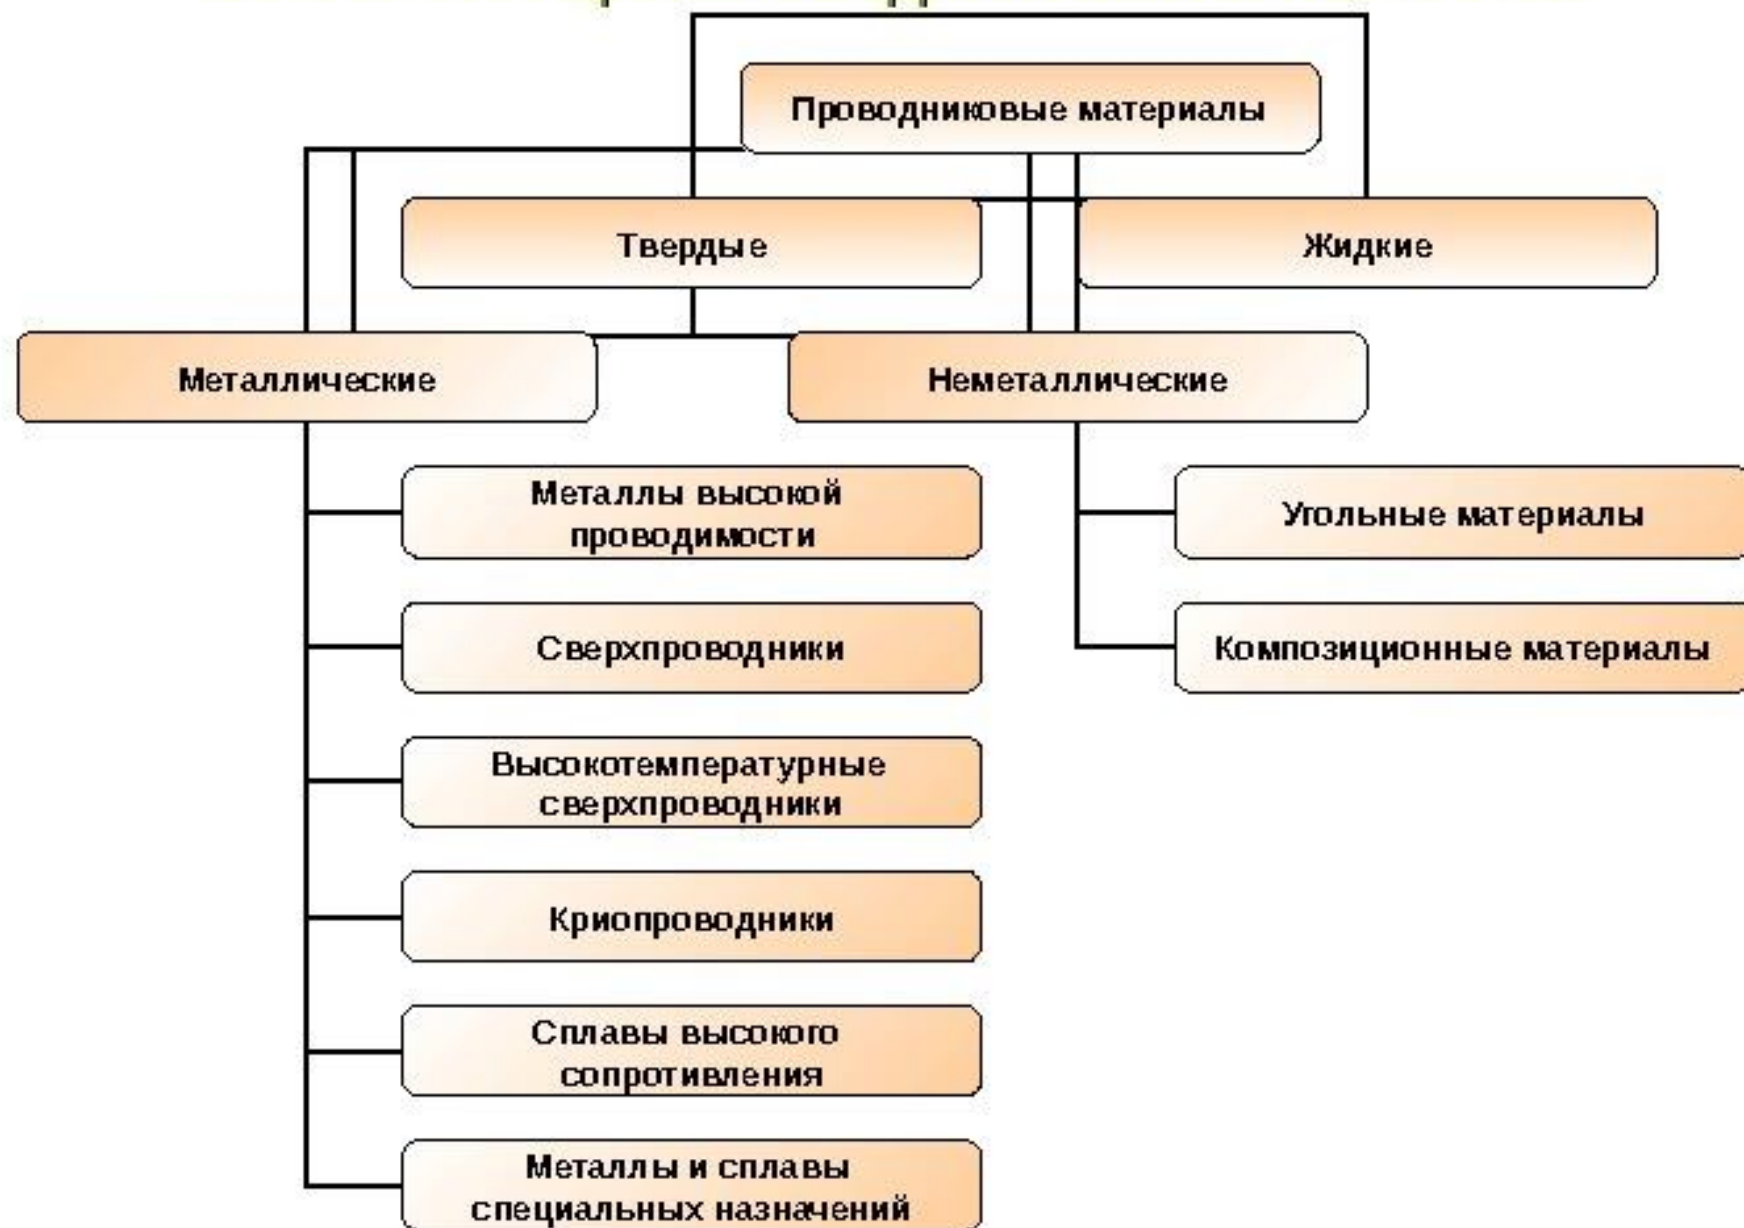 Проводниковые материалы
Твердые
Жидкие
Металлические
Неметаллические
Металлы высокой
проводимости
Угольные материалы
Сверхпроводники
Композиционные материалы
Высокотемпературные
сверхпроводники
Криопроводники
Сплавы высокого
сопротивления
Металлы и сплавы
специальных назначений